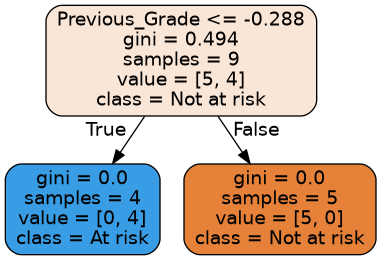 Previous_Grade <= -0.288
gini = 0.494
samples = 9
value = [5, 4]
class = Not at risk
True
False
gini = 0.0
samples = 4
value = [0, 4]
class = At risk
gini = 0.0
samples = 5
value = [5, 0]
class = Not at risk